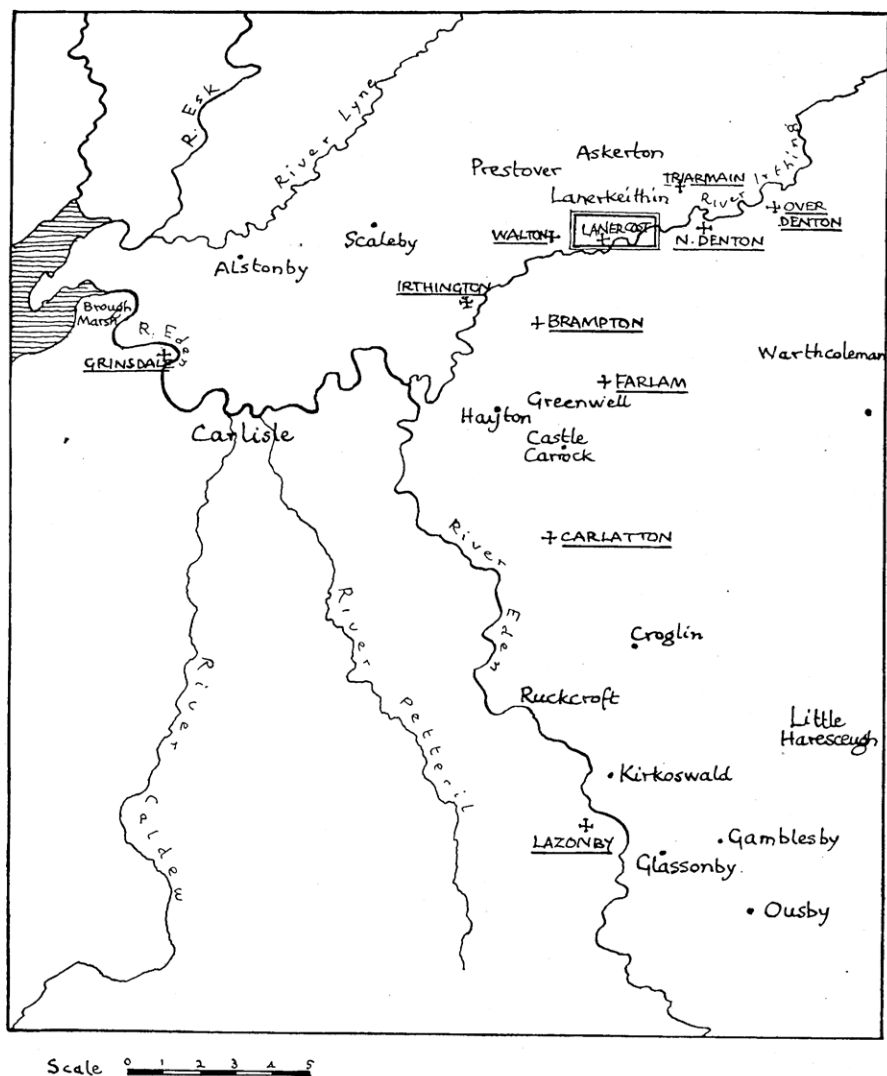 R. Esk
River Lyne
Prestover
Askerton
TRIARMAIN
River Irthing
Lanerkeithin
OVER
DENTON
WALTON
LANERCOST
N. DENTON
Scaleby
Alstonby
IRTHINGTON
Brough
Marsh
R. Eden
GRINSDALE
BRAMPTON
Warthcoleman
FARLAM
Greenwell
Hayton
Carlisle
Castle
Carrock
River Eden
CARLATTON
Croglin
River Caldew
River Petteril
Ruckcroft
Little
Haresceugh
Kirkoswald
LAZONBY
Gamblesby
Glassonby
Ousby
Scale 0 1 2 3 4 5